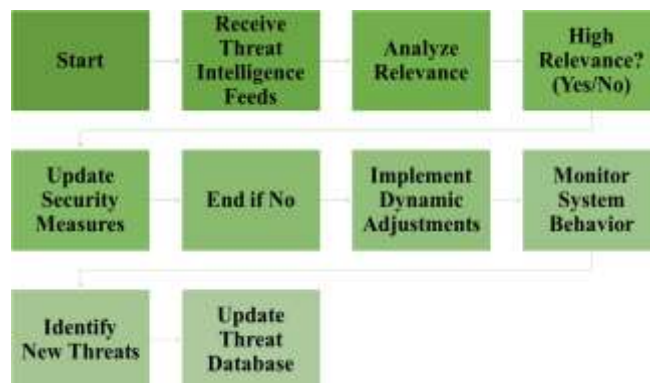 Start
Receive
Threat
Intelligence
Feeds
Analyze
Relevance
High
Relevance?
(Yes/No)
Update
Security
Measures
End if No
Implement
Dynamic
Adjustments
Monitor
System
Behavior
Identify
New Threats
Update
Threat
Database